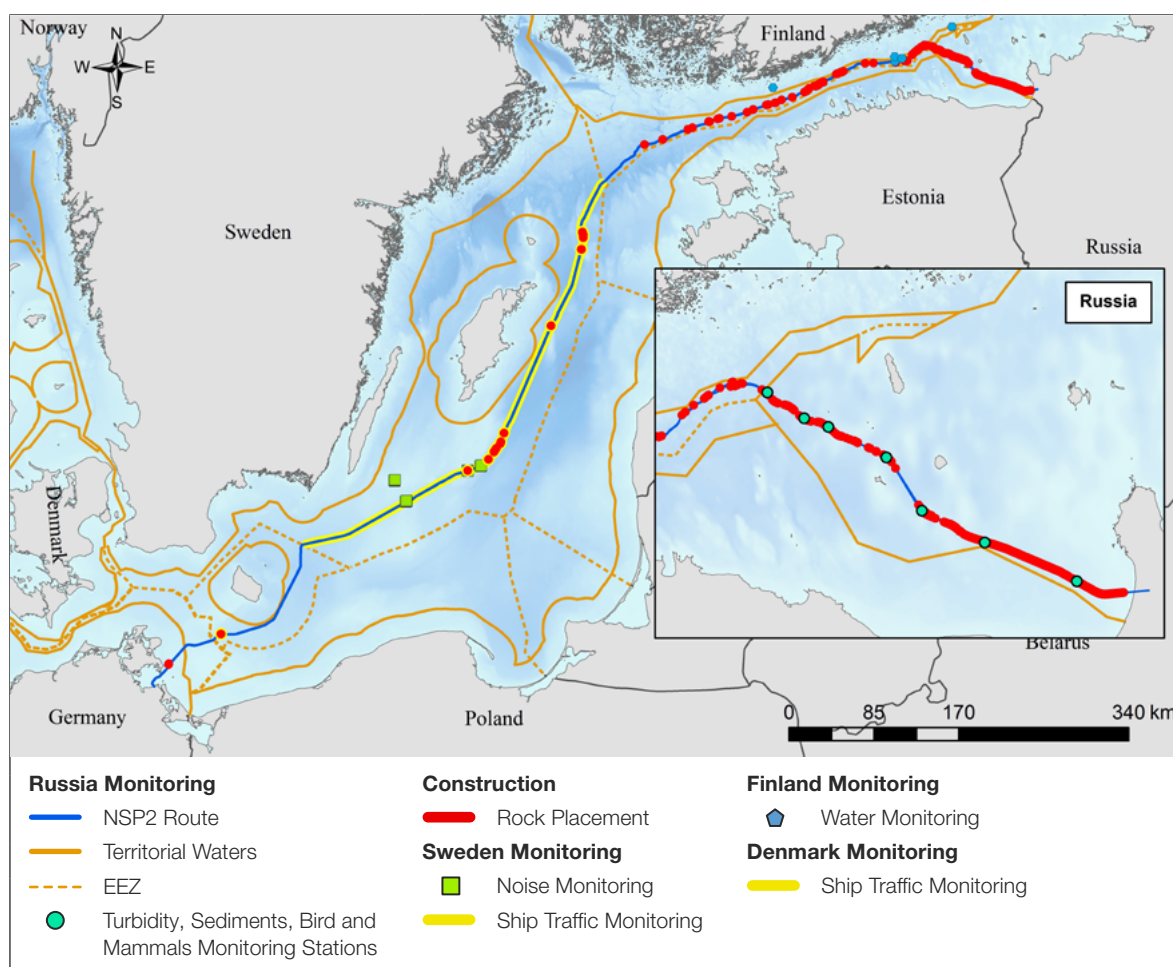 Norway
N
W
E
S
Finland
Sweden
Estonia
Russia
Russia
Denmark
Belarus
Germany
Poland
0
85
170
340 km
Russia Monitoring
NSP2 Route
Territorial Waters
EEZ
Turbidity, Sediments, Bird and
Mammals Monitoring Stations
Construction
Rock Placement
Sweden Monitoring
Noise Monitoring
Ship Traffic Monitoring
Finland Monitoring
Water Monitoring
Denmark Monitoring
Ship Traffic Monitoring